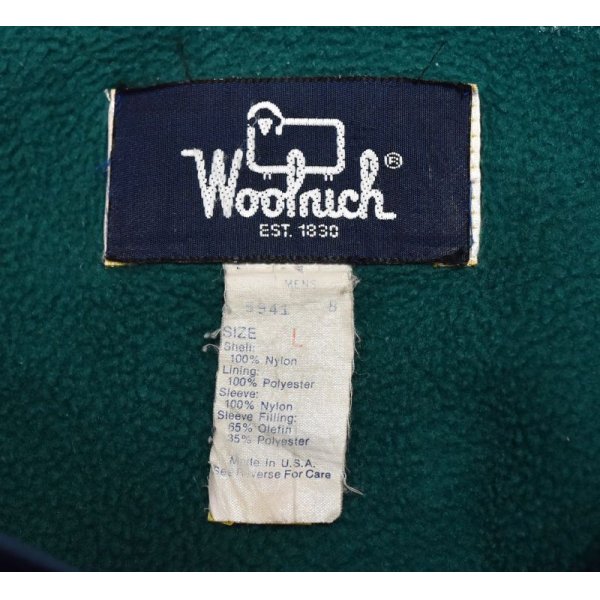 Woolrich®
EST. 1830
MENS
5941 B
SIZE L
Shell:
100% Nylon
Lining:
100% Polyester
Sleeve:
100% Nylon
Sleeve Filling:
65% Olefin
35% Polyester
Made In U.S.A.
See Reverse For Care